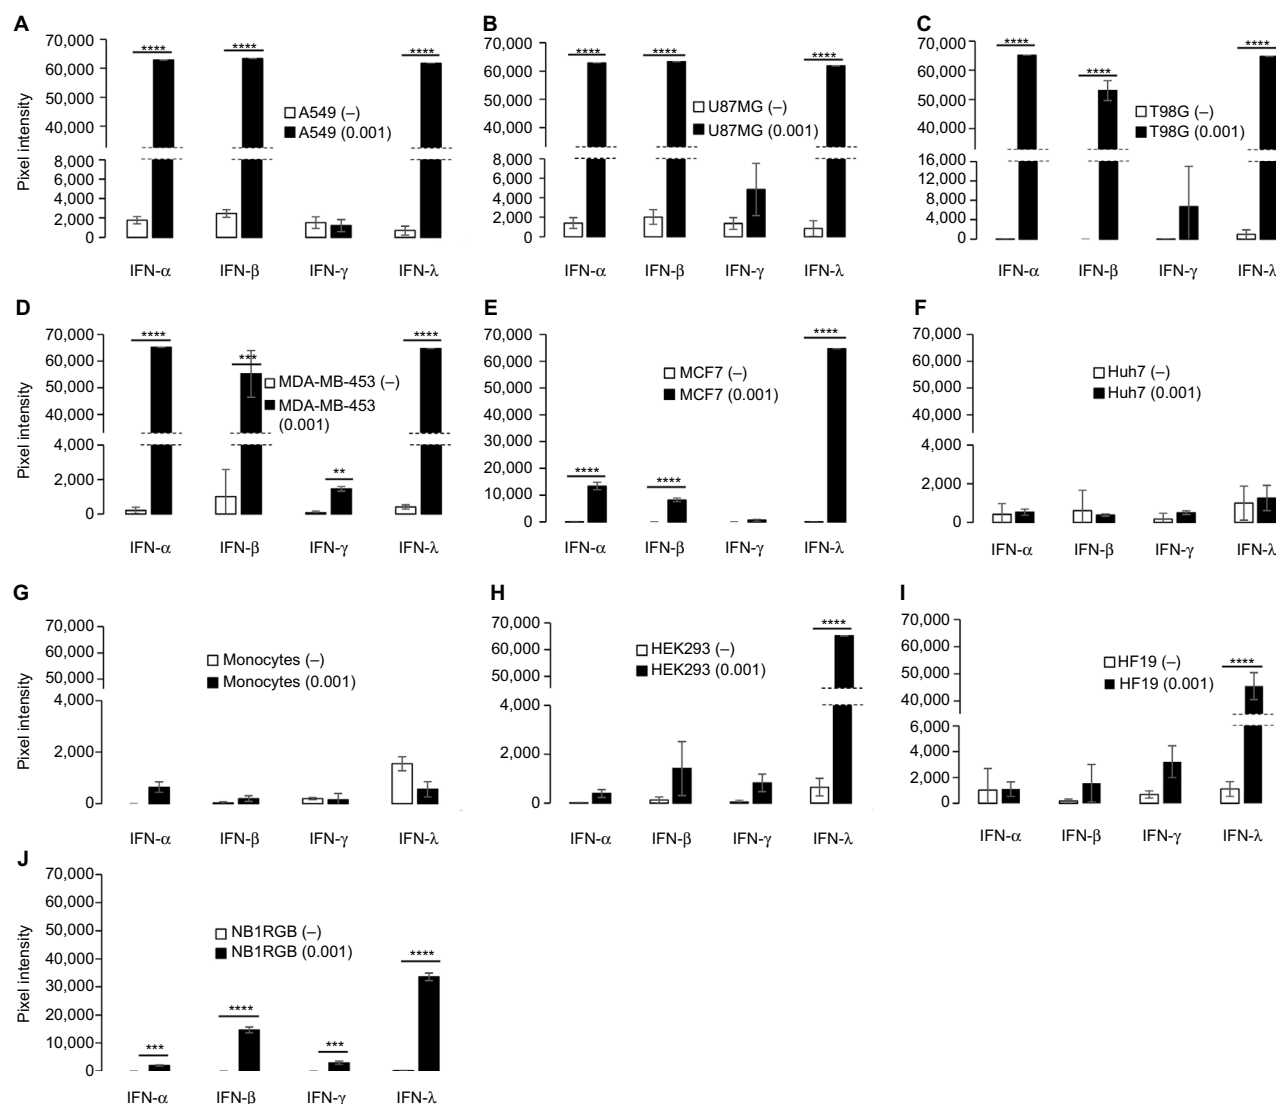 A
Pixel intensity
70,000
60,000
50,000
40,000
8,000
6,000
4,000
2,000
0
****
****
****
A549 (–)
A549 (0.001)
IFN-α
IFN-β
IFN-γ
IFN-λ
B
70,000
60,000
50,000
40,000
8,000
6,000
4,000
2,000
0
****
****
****
U87MG (–)
U87MG (0.001)
IFN-α
IFN-β
IFN-γ
IFN-λ
C
70,000
60,000
50,000
40,000
16,000
12,000
8,000
4,000
0
****
****
****
T98G (–)
T98G (0.001)
IFN-α
IFN-β
IFN-γ
IFN-λ
D
Pixel intensity
70,000
60,000
50,000
40,000
4,000
2,000
0
****
***
**
****
MDA-MB-453 (–)
MDA-MB-453
(0.001)
IFN-α
IFN-β
IFN-γ
IFN-λ
E
70,000
60,000
50,000
40,000
30,000
20,000
10,000
0
****
****
****
MCF7 (–)
MCF7 (0.001)
IFN-α
IFN-β
IFN-γ
IFN-λ
F
70,000
60,000
50,000
40,000
4,000
2,000
0
Huh7 (–)
Huh7 (0.001)
IFN-α
IFN-β
IFN-γ
IFN-λ
G
Pixel intensity
70,000
60,000
50,000
4,000
2,000
0
Monocytes (–)
Monocytes (0.001)
IFN-α
IFN-β
IFN-γ
IFN-λ
H
70,000
60,000
50,000
4,000
2,000
0
****
HEK293 (–)
HEK293 (0.001)
IFN-α
IFN-β
IFN-γ
IFN-λ
I
70,000
60,000
50,000
40,000
6,000
4,000
2,000
0
****
HF19 (–)
HF19 (0.001)
IFN-α
IFN-β
IFN-γ
IFN-λ
J
Pixel intensity
70,000
60,000
50,000
40,000
30,000
20,000
10,000
0
***
****
***
****
NB1RGB (–)
NB1RGB (0.001)
IFN-α
IFN-β
IFN-γ
IFN-λ